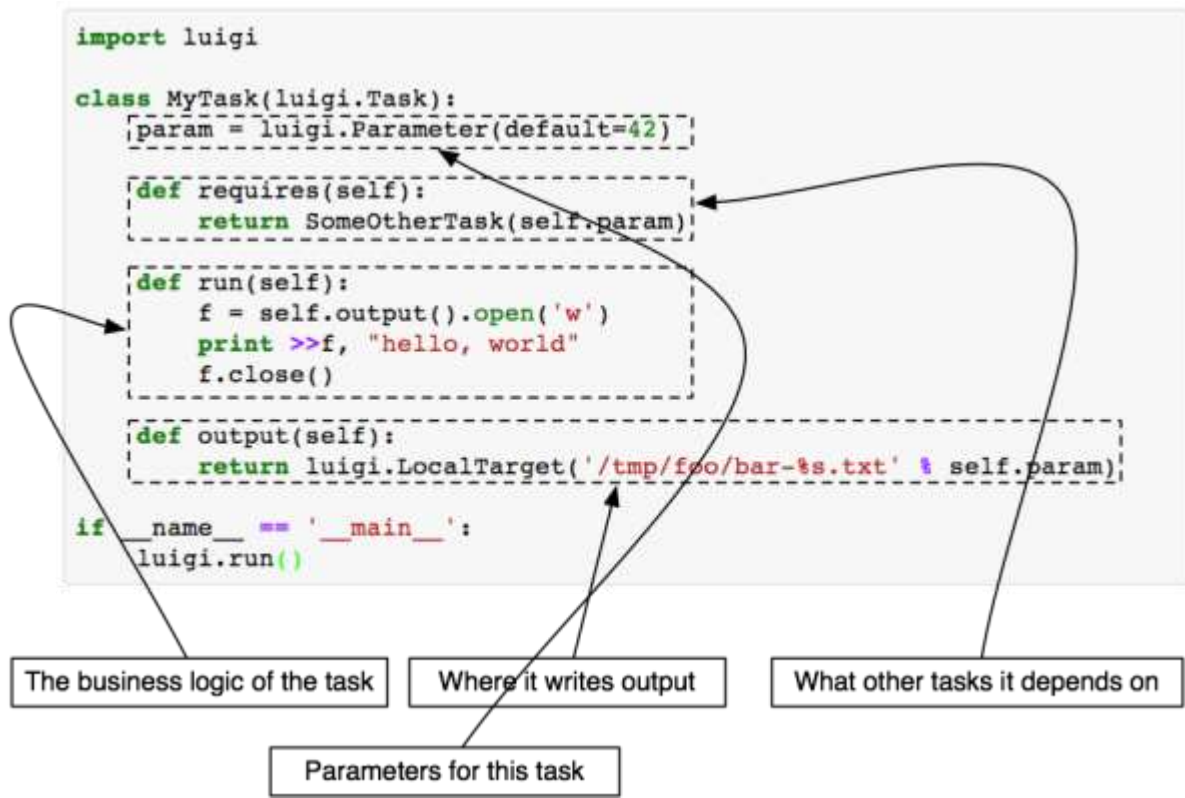 import luigi
class MyTask(luigi.Task):
param = luigi.Parameter(default=42)
def requires(self):
return SomeOtherTask(self.param)
def run(self):
f = self.output().open('w')
print >>f, "hello, world"
f.close()
def output(self):
return luigi.LocalTarget('/tmp/foo/bar-%s.txt' % self.param)
if __name__ == '__main__':
luigi.run()
The business logic of the task
Where it writes output
What other tasks it depends on
Parameters for this task